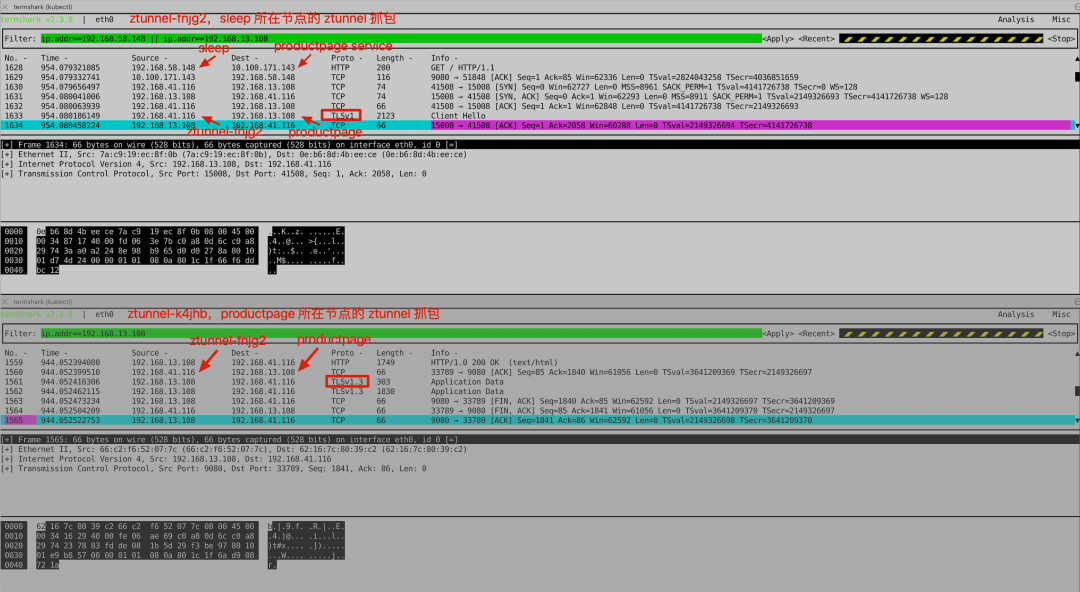 termshark (kubectl)
termshark v2.3.0 | eth0 ztunnel-fnjg2，sleep 所在节点的 ztunnel 抓包 Analysis Misc
Filter: ip.addr==192.168.58.148 || ip.addr==192.168.13.108 <Apply> <Recent> <Stop>
sleep productpage service
No. - Time - Source - Dest - Proto - Length - Info -
1628 954.079321085 192.168.58.148 10.100.171.143 HTTP 200 GET / HTTP/1.1
1629 954.079332741 10.100.171.143 192.168.58.148 TCP 116 9080 → 51848 [ACK] Seq=1 Ack=85 Win=62336 Len=0 TSval=2824043258 TSecr=4036851659
1630 954.079656497 192.168.41.116 192.168.13.108 TCP 74 41508 → 15008 [SYN] Seq=0 Win=62727 Len=0 MSS=8961 SACK_PERM=1 TSval=4141726738 TSecr=0 WS=128
1631 954.080041006 192.168.13.108 192.168.41.116 TCP 74 15008 → 41508 [SYN, ACK] Seq=0 Ack=1 Win=62293 Len=0 MSS=8911 SACK_PERM=1 TSval=2149326693 TSecr=4141726738 WS=128
1632 954.080063939 192.168.41.116 192.168.13.108 TCP 66 41508 → 15008 [ACK] Seq=1 Ack=1 Win=62848 Len=0 TSval=4141726738 TSecr=2149326693
1633 954.080186149 192.168.41.116 192.168.13.108 TLSv1 2123 Client Hello
1634 954.080458224 192.168.13.108 192.168.41.116 TCP 66 15008 → 41508 [ACK] Seq=1 Ack=2058 Win=60288 Len=0 TSval=2149326694 TSecr=4141726738
ztunnel-fnjg2 productpage
[+] Frame 1634: 66 bytes on wire (528 bits), 66 bytes captured (528 bits) on interface eth0, id 0 [=]
[+] Ethernet II, Src: 7a:c9:19:ec:8f:0b (7a:c9:19:ec:8f:0b), Dst: 0e:b6:8d:4b:ee:ce (0e:b6:8d:4b:ee:ce)
[+] Internet Protocol Version 4, Src: 192.168.13.108, Dst: 192.168.41.116
[+] Transmission Control Protocol, Src Port: 15008, Dst Port: 41508, Seq: 1, Ack: 2058, Len: 0
0000 0e b6 8d 4b ee ce 7a c9 19 ec 8f 0b 08 00 45 00 ...K..z. ......E.
0010 00 34 87 17 40 00 fd 06 3e 7b c0 a8 0d 6c c0 a8 .4..@... >{...l..
0020 29 74 3a a0 a2 24 8e 98 b9 65 d0 d0 27 8a 80 10 )t:..$.. .e..'...
0030 01 d7 4d 24 00 00 01 01 08 0a 80 1c 1f 66 f6 dd ..M$.... .....f..
0040 bc 12 ..
termshark (kubectl)
termshark v2.3.0 | eth0 ztunnel-k4jhb，productpage 所在节点的 ztunnel 抓包 Analysis Misc
Filter: ip.addr==192.168.13.108 <Apply> <Recent> <Stop>
ztunnel-fnjg2 productpage
No. - Time - Source - Dest - Proto - Length - Info -
1559 944.052394080 192.168.13.108 192.168.41.116 HTTP 1749 HTTP/1.0 200 OK (text/html)
1560 944.052399510 192.168.41.116 192.168.13.108 TCP 66 33789 → 9080 [ACK] Seq=85 Ack=1840 Win=61056 Len=0 TSval=3641209369 TSecr=2149326697
1561 944.052416306 192.168.13.108 192.168.41.116 TLSv1.3 303 Application Data
1562 944.052462115 192.168.13.108 192.168.41.116 TLSv1.3 1830 Application Data
1563 944.052473234 192.168.13.108 192.168.41.116 TCP 66 9080 → 33789 [FIN, ACK] Seq=1840 Ack=85 Win=62592 Len=0 TSval=2149326697 TSecr=3641209369
1564 944.052504209 192.168.41.116 192.168.13.108 TCP 66 33789 → 9080 [FIN, ACK] Seq=85 Ack=1841 Win=61056 Len=0 TSval=3641209370 TSecr=2149326697
1565 944.052522753 192.168.13.108 192.168.41.116 TCP 66 9080 → 33789 [ACK] Seq=1841 Ack=86 Win=62592 Len=0 TSval=2149326698 TSecr=3641209370
[+] Frame 1565: 66 bytes on wire (528 bits), 66 bytes captured (528 bits) on interface eth0, id 0 [=]
[+] Ethernet II, Src: 66:c2:f6:52:07:7c (66:c2:f6:52:07:7c), Dst: 62:16:7c:80:39:c2 (62:16:7c:80:39:c2)
[+] Internet Protocol Version 4, Src: 192.168.13.108, Dst: 192.168.41.116
[+] Transmission Control Protocol, Src Port: 9080, Dst Port: 33789, Seq: 1841, Ack: 86, Len: 0
0000 62 16 7c 80 39 c2 66 c2 f6 52 07 7c 08 00 45 00 b.|.9.f. .R.|..E.
0010 00 34 16 29 40 00 fe 06 ae 69 c0 a8 0d 6c c0 a8 .4.)@... .i...l..
0020 29 74 23 78 83 fd de 08 1b 5d 29 f3 be 97 80 10 )t#x.... .]).....
0030 01 e9 b8 57 00 00 01 01 08 0a 80 1c 1f 6a d9 08 ...W.... .....j..
0040 72 1a r.